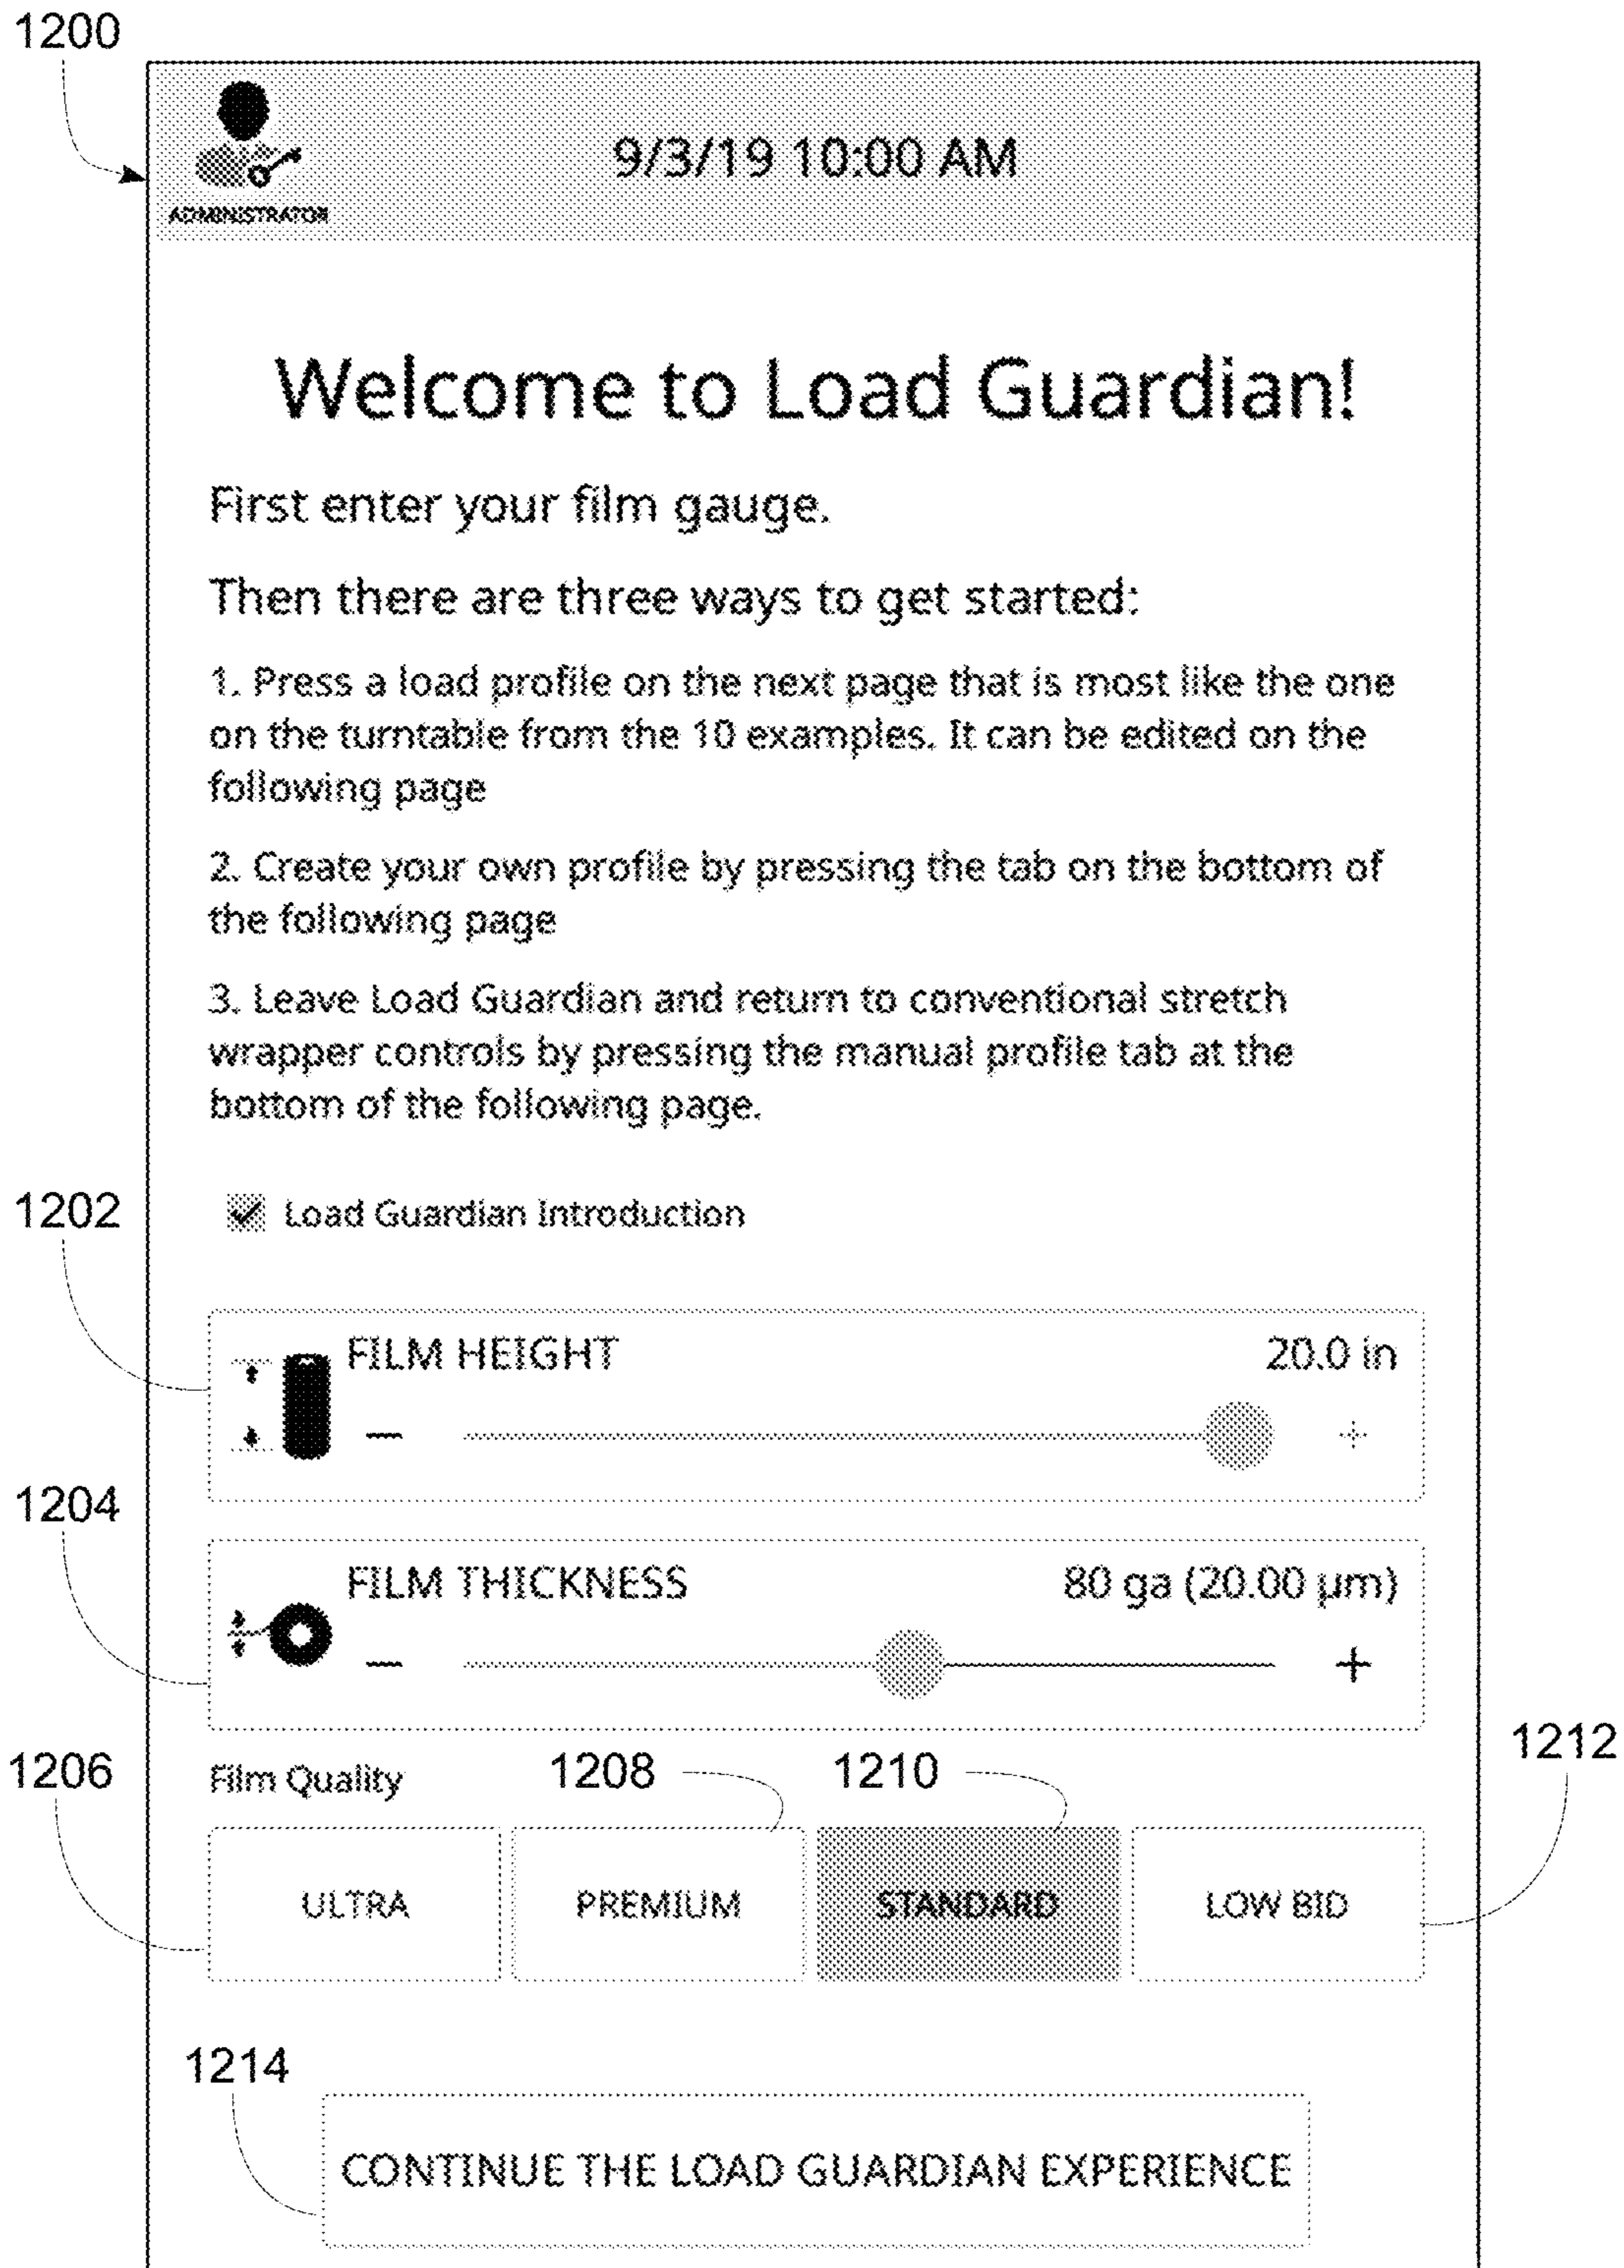 1200
9/3/19 10:00 AM
ADMINISTRATOR
Welcome to Load Guardian!
First enter your film gauge.
Then there are three ways to get started:
1. Press a load profile on the next page that is most like the one
on the turntable from the 10 examples. It can be edited on the
following page
2. Create your own profile by pressing the tab on the bottom of
the following page
3. Leave Load Guardian and return to conventional stretch
wrapper controls by pressing the manual profile tab at the
bottom of the following page.
1202
Load Guardian Introduction
FILM HEIGHT 20.0 in
1204
FILM THICKNESS 80 ga (20.00 µm)
1206 Film Quality 1208 1210 1212
ULTRA PREMIUM STANDARD LOW BID
1214
CONTINUE THE LOAD GUARDIAN EXPERIENCE